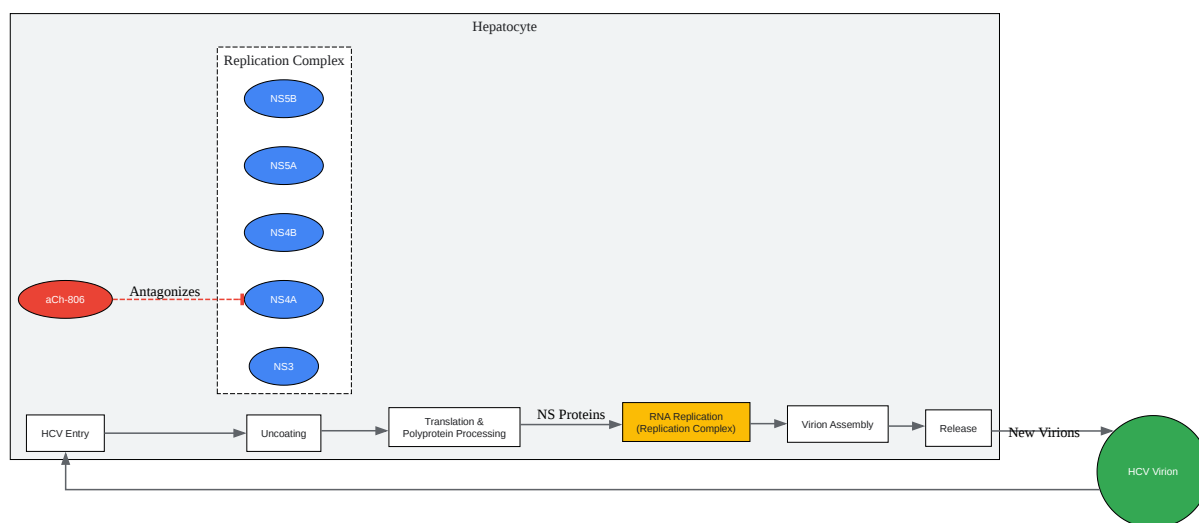 Hepatocyte
Replication Complex
NS5B
NS5A
NS4B
aCh-806
Antagonizes
NS4A
NS3
HCV Entry
Uncoating
Translation &
Polyprotein Processing
NS Proteins
RNA Replication
(Replication Complex)
Virion Assembly
Release
New Virions
HCV Virion